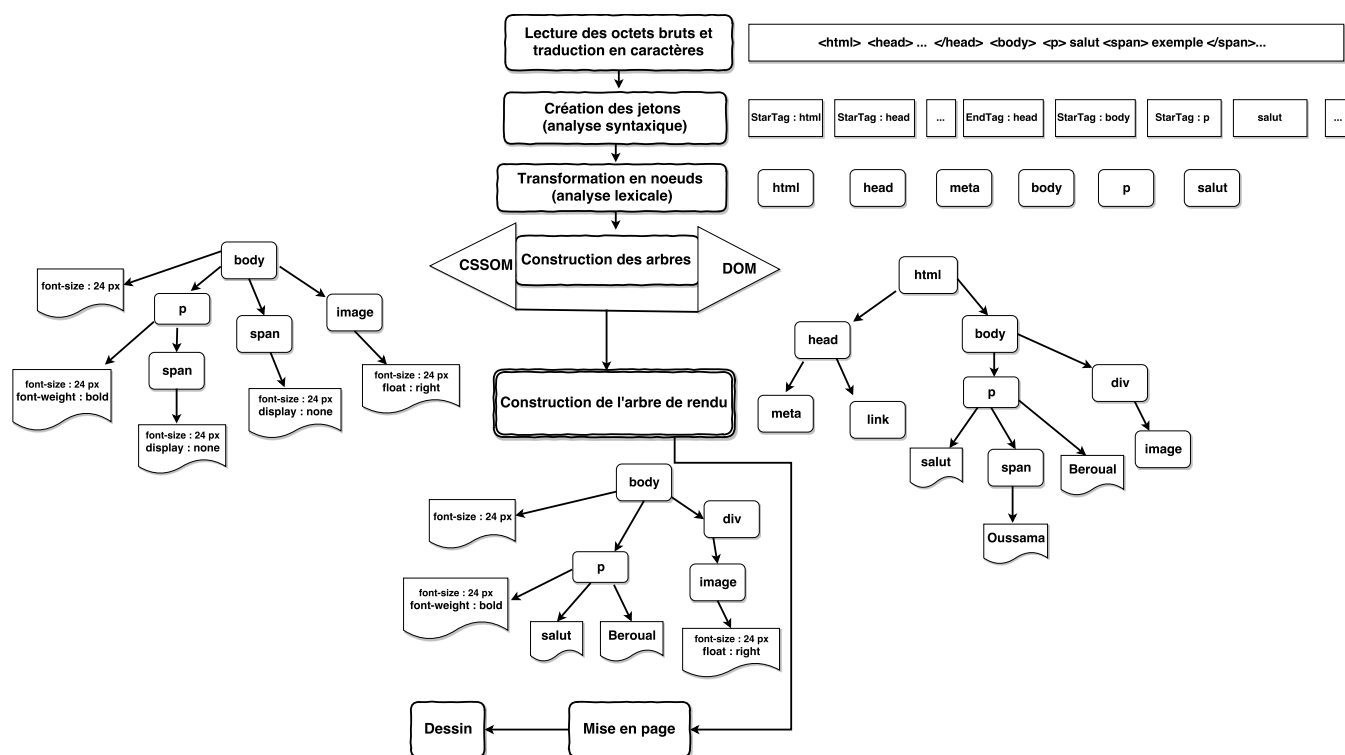 Lecture des octets bruts et
traduction en caractères
<html> <head> ... </head> <body> <p> salut <span> exemple </span>...
Création des jetons
(analyse syntaxique)
StarTag : html
StarTag : head
...
EndTag : head
StarTag : body
StarTag : p
salut
...
Transformation en noeuds
(analyse lexicale)
html
head
meta
body
p
salut
CSSOM
Construction des arbres
DOM
body
font-size : 24 px
p
span
image
span
font-size : 24 px
font-weight : bold
font-size : 24 px
display : none
font-size : 24 px
display : none
font-size : 24 px
float : right
html
head
body
meta
link
p
div
salut
span
Beroual
image
Oussama
Construction de l'arbre de rendu
body
font-size : 24 px
div
p
image
font-size : 24 px
font-weight : bold
salut
Beroual
font-size : 24 px
float : right
Dessin
Mise en page